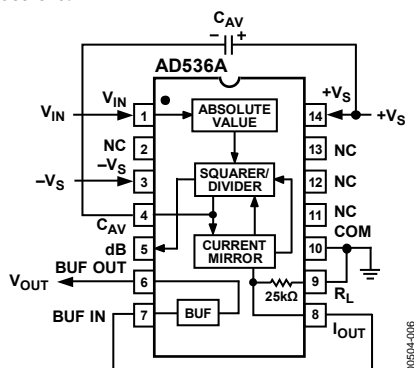 CAV
− +
AD536A
VIN
VIN
1
ABSOLUTE
VALUE
14
+VS
+VS
NC
2
13
NC
−VS
−VS
3
SQUARER/
DIVIDER
12
NC
CAV
4
11
NC
dB
5
CURRENT
MIRROR
10
COM
BUF OUT
VOUT
6
25kΩ
9
RL
BUF IN
7
BUF
8
IOUT
00504-006